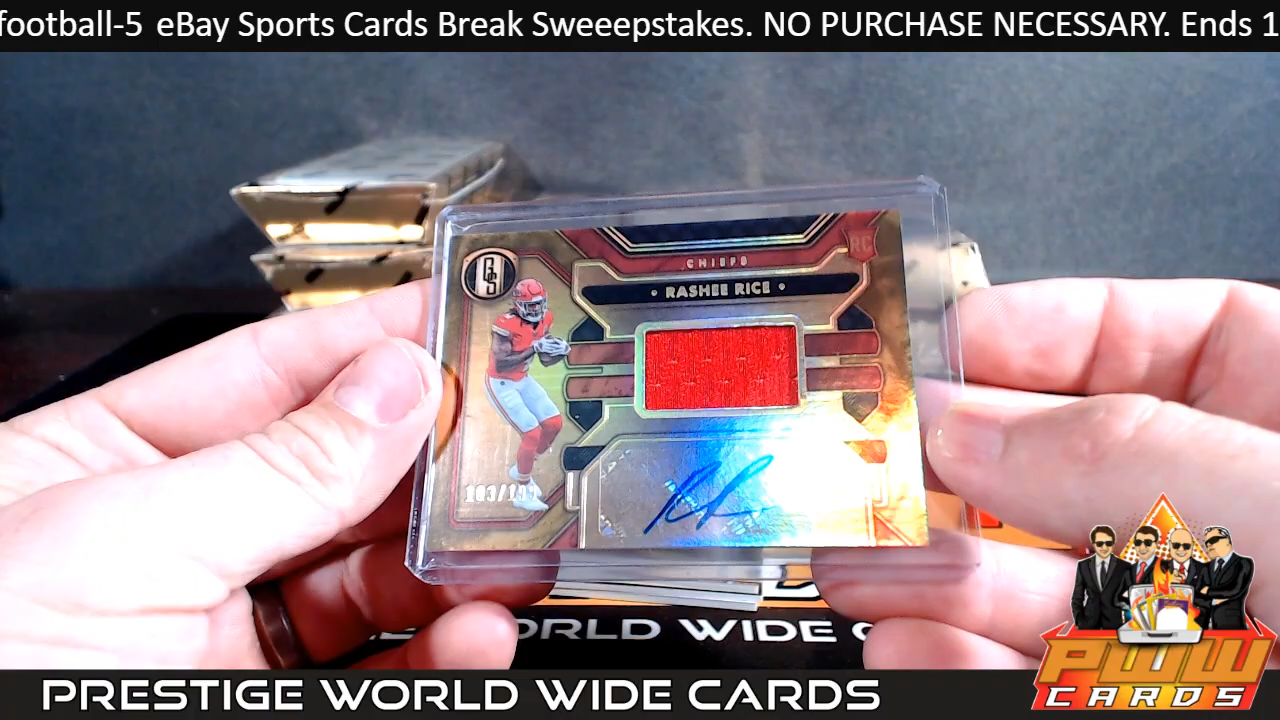 football-5 eBay Sports Cards Break Sweeepstakes. NO PURCHASE NECESSARY. Ends 1
RC
CHIEFS
GS
• RASHEE RICE •
WORLD WIDE
PRESTIGE WORLD WIDE CARDS
PWW
CARDS